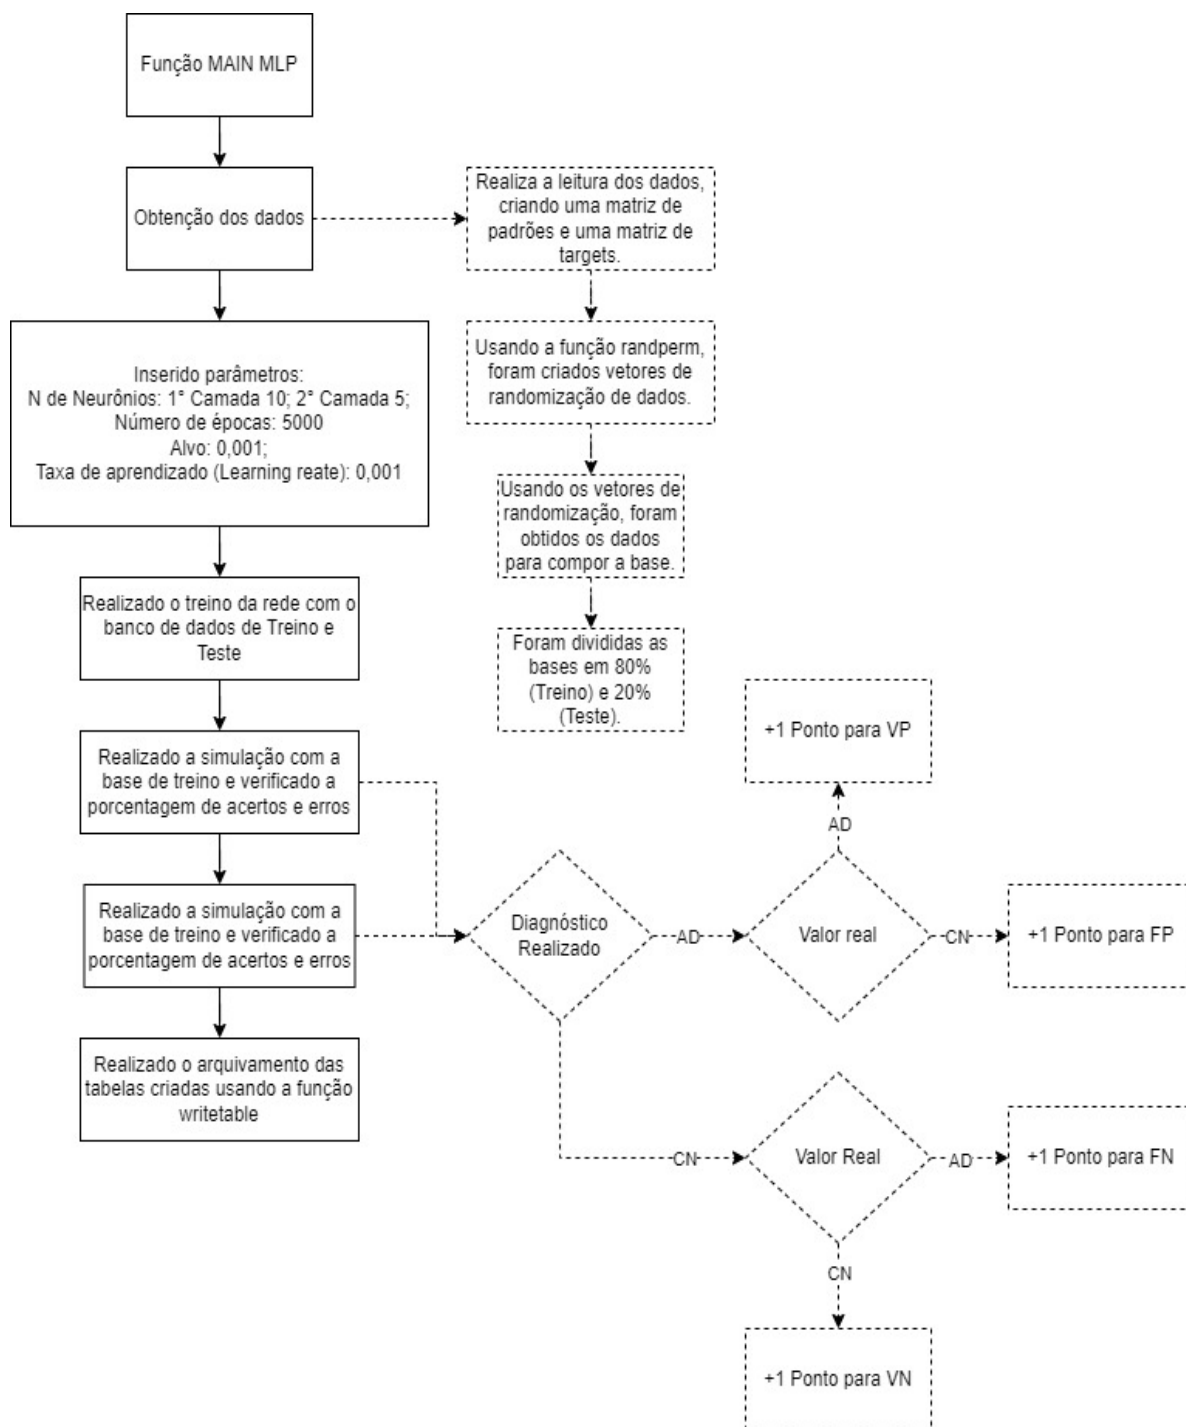 Função MAIN MLP
Obtenção dos dados
Realiza a leitura dos dados,
criando uma matriz de
padrões e uma matriz de
targets.
Inserido parâmetros:
N de Neurônios: 1° Camada 10; 2° Camada 5;
Número de épocas: 5000
Alvo: 0,001;
Taxa de aprendizado (Learning reate): 0,001
Usando a função randperm,
foram criados vetores de
randomização de dados.
Usando os vetores de
randomização, foram
obtidos os dados
para compor a base.
Realizado o treino da rede com o
banco de dados de Treino e
Teste
Foram divididas as
bases em 80%
(Treino) e 20%
(Teste).
Realizado a simulação com a
base de treino e verificado a
porcentagem de acertos e erros
Realizado a simulação com a
base de treino e verificado a
porcentagem de acertos e erros
Realizado o arquivamento das
tabelas criadas usando a função
writetable
Diagnóstico
Realizado
AD
Valor real
AD
+1 Ponto para VP
CN
+1 Ponto para FP
CN
Valor Real
AD
+1 Ponto para FN
CN
+1 Ponto para VN